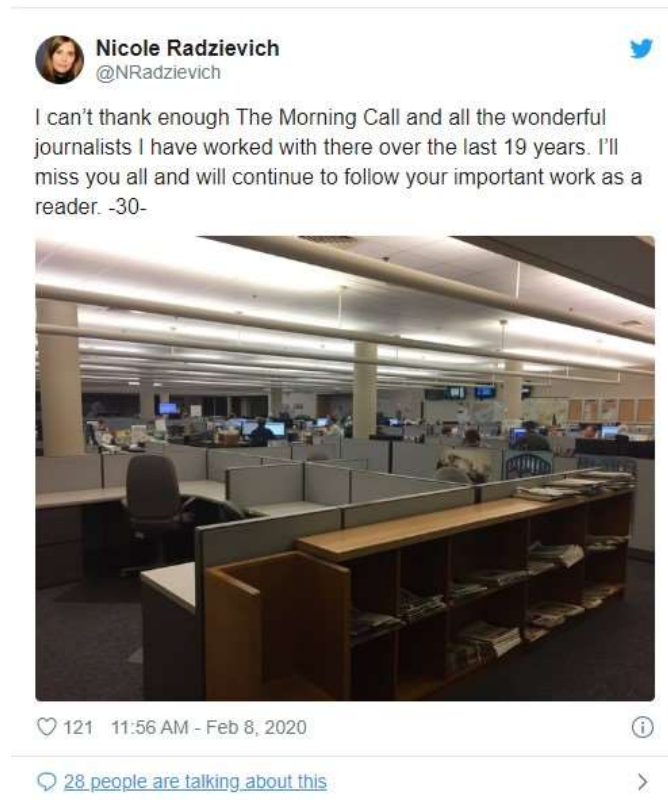 Nicole Radzievich
@NRadzievich
I can’t thank enough The Morning Call and all the wonderful
journalists I have worked with there over the last 19 years. I’ll
miss you all and will continue to follow your important work as a
reader. -30-
121 11:56 AM - Feb 8, 2020
28 people are talking about this